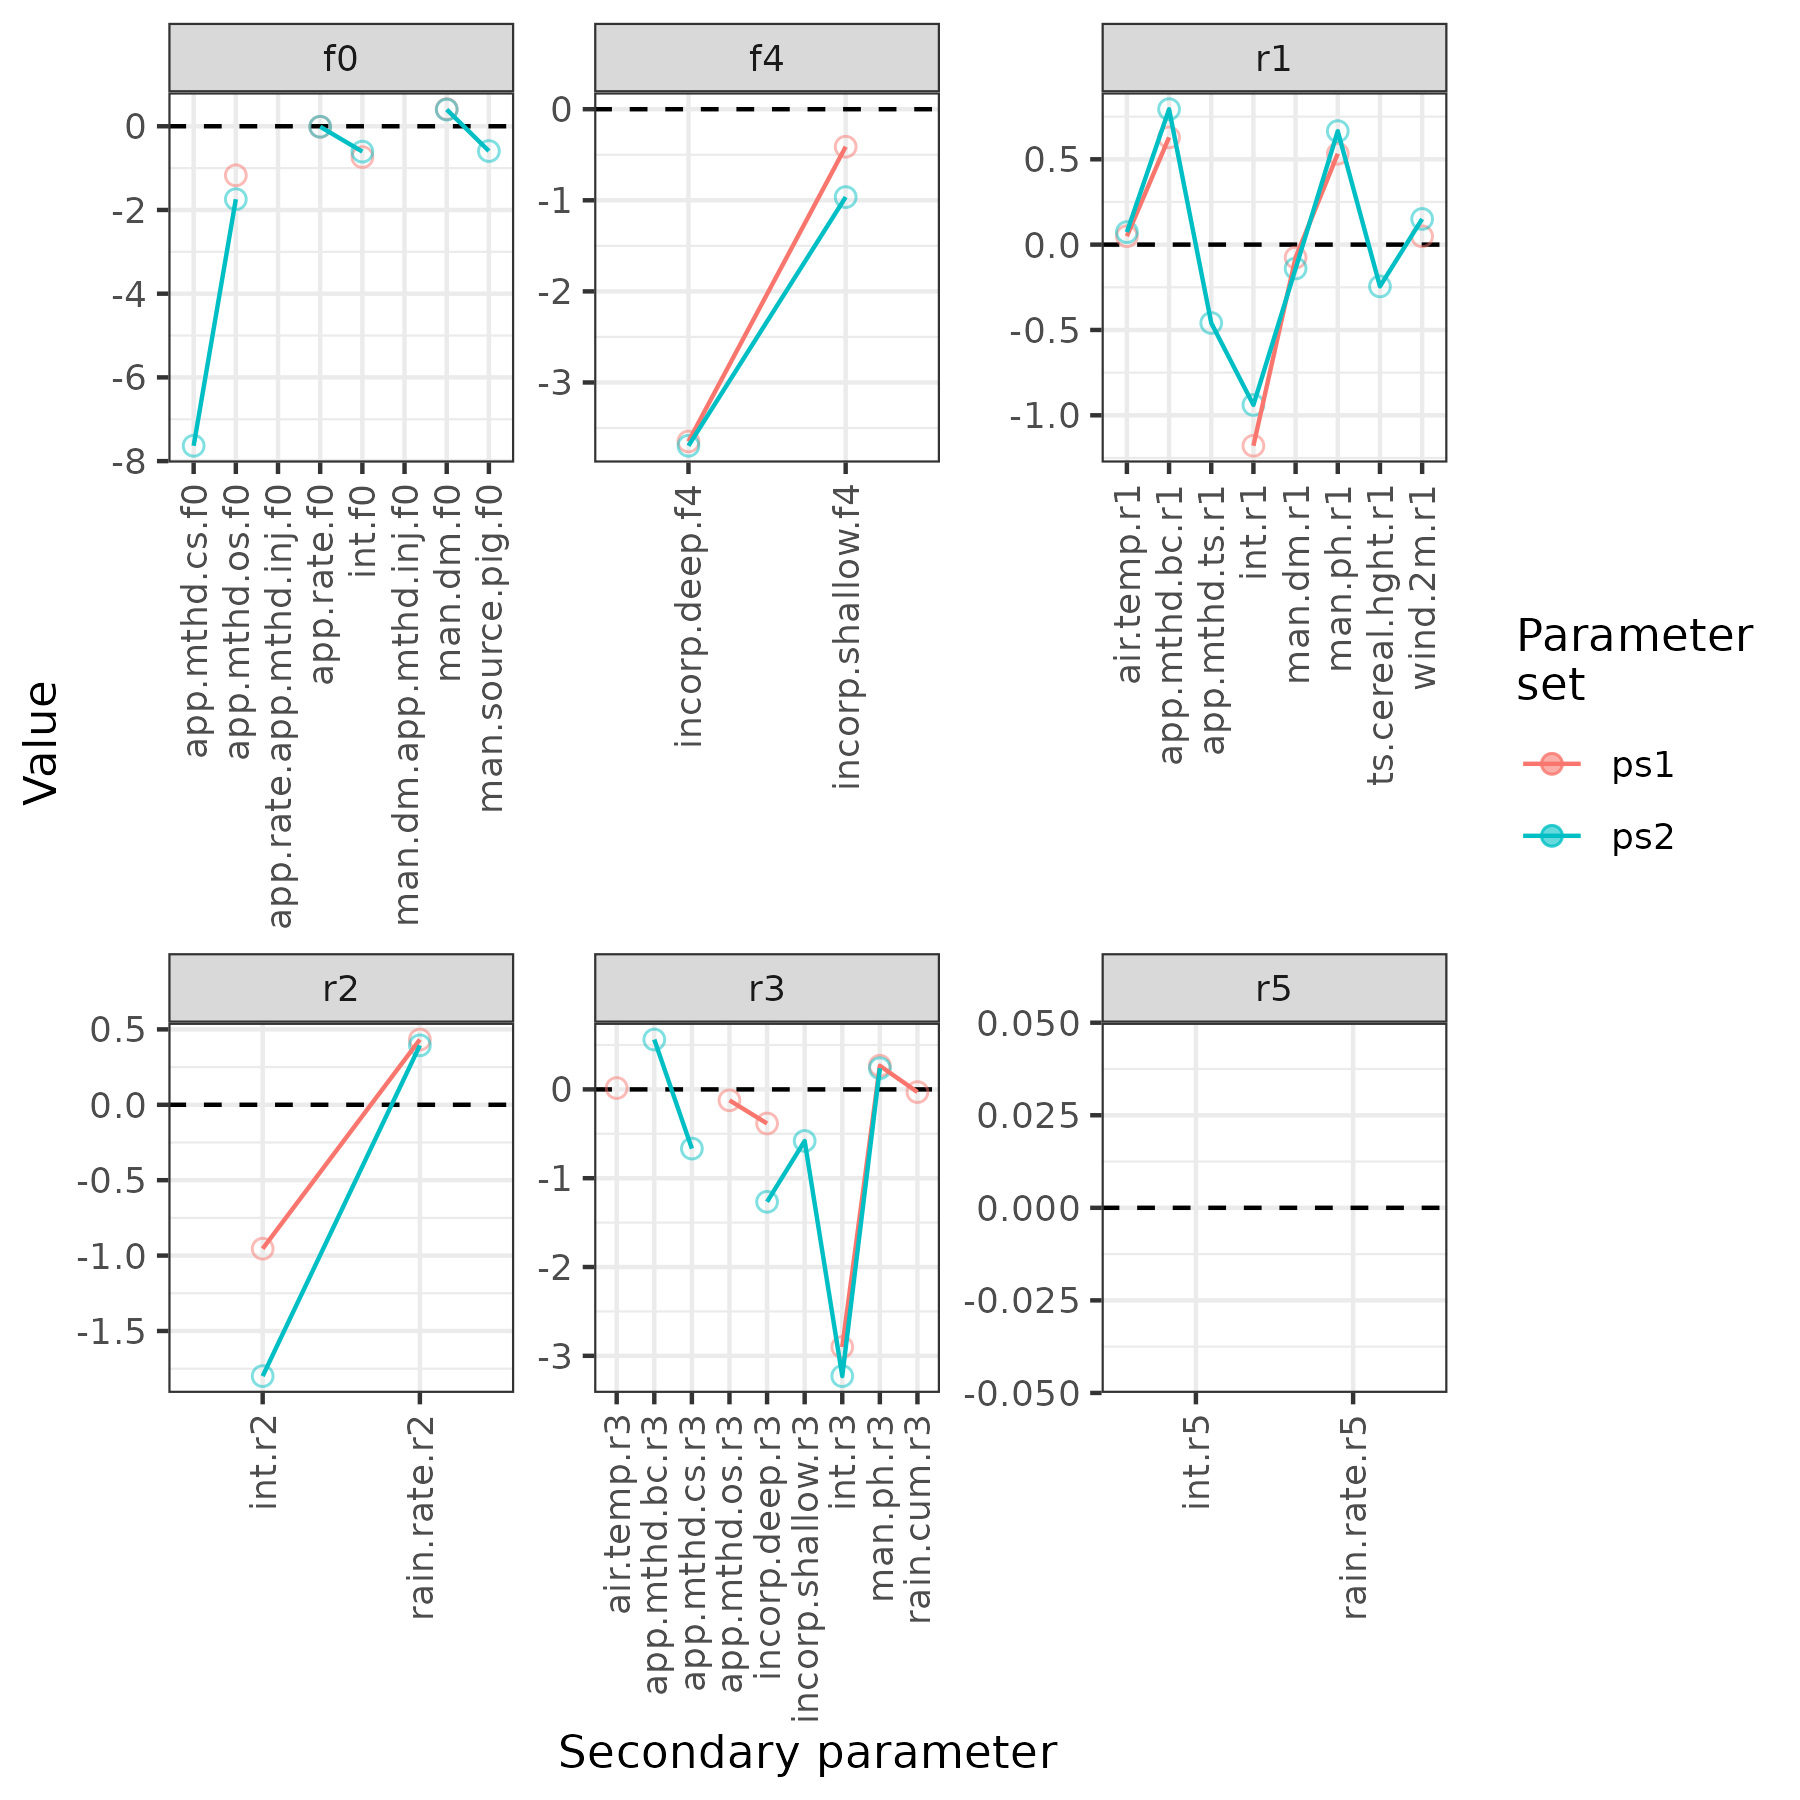 f0
f4
r1
0
-2
-4
-6
-8
0
-1
-2
-3
0.5
0.0
-0.5
-1.0
app.mthd.cs.f0
app.mthd.os.f0
app.rate.app.mthd.inj.f0
app.rate.f0
int.f0
man.dm.app.mthd.inj.f0
man.dm.f0
man.source.pig.f0
incorp.deep.f4
incorp.shallow.f4
air.temp.r1
app.mthd.bc.r1
app.mthd.ts.r1
int.r1
man.dm.r1
man.ph.r1
ts.cereal.hght.r1
wind.2m.r1
Value
Parameter
set
ps1
ps2
r2
r3
r5
0.5
0.0
-0.5
-1.0
-1.5
0
-1
-2
-3
0.050
0.025
0.000
-0.025
-0.050
int.r2
rain.rate.r2
air.temp.r3
app.mthd.bc.r3
app.mthd.cs.r3
app.mthd.os.r3
incorp.deep.r3
incorp.shallow.r3
int.r3
man.ph.r3
rain.cum.r3
int.r5
rain.rate.r5
Secondary parameter